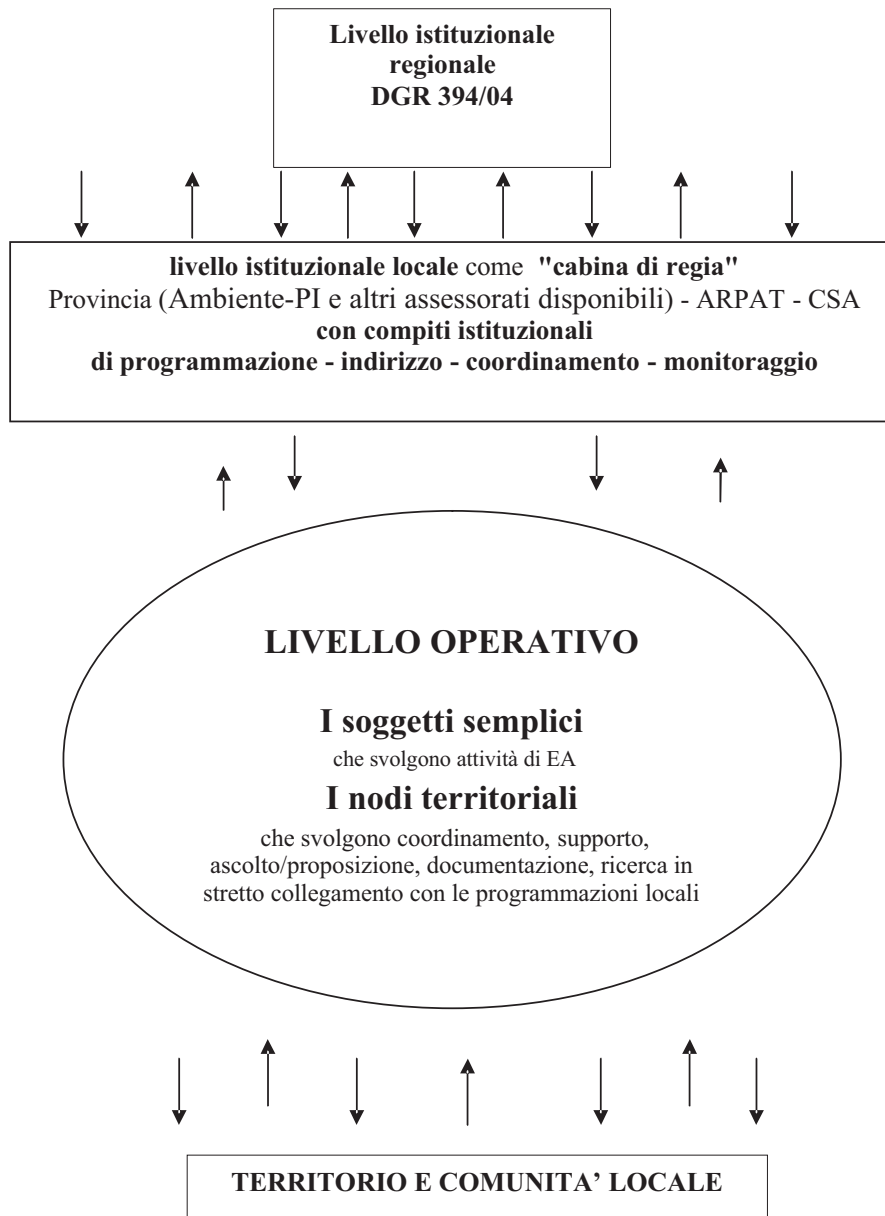 Livello istituzionale
regionale
DGR 394/04
livello istituzionale locale come "cabina di regia"
Provincia (Ambiente-PI e altri assessorati disponibili) - ARPAT - CSA
con compiti istituzionali
di programmazione - indirizzo - coordinamento - monitoraggio
LIVELLO OPERATIVO
I soggetti semplici
che svolgono attività di EA
I nodi territoriali
che svolgono coordinamento, supporto,
ascolto/proposizione, documentazione, ricerca in
stretto collegamento con le programmazioni locali
TERRITORIO E COMUNITA’ LOCALE